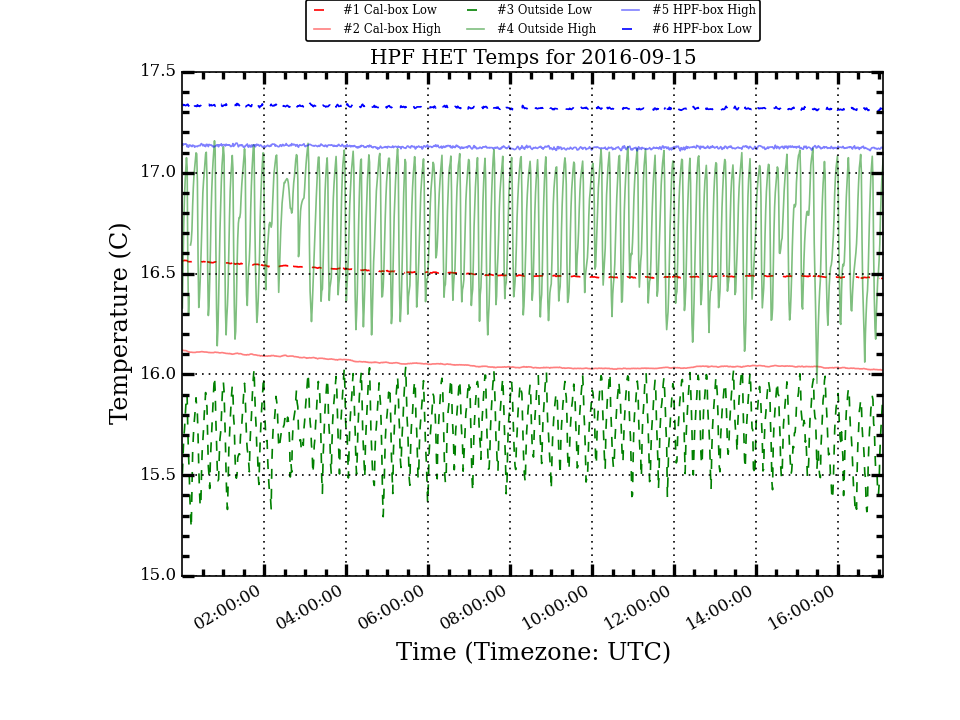 #1 Cal-box Low #3 Outside Low #5 HPF-box High
#2 Cal-box High #4 Outside High #6 HPF-box Low
HPF HET Temps for 2016-09-15
17.5
17.0
16.5
16.0
15.5
15.0
Temperature (C)
02:00:00 04:00:00 06:00:00 08:00:00 10:00:00 12:00:00 14:00:00 16:00:00
Time (Timezone: UTC)